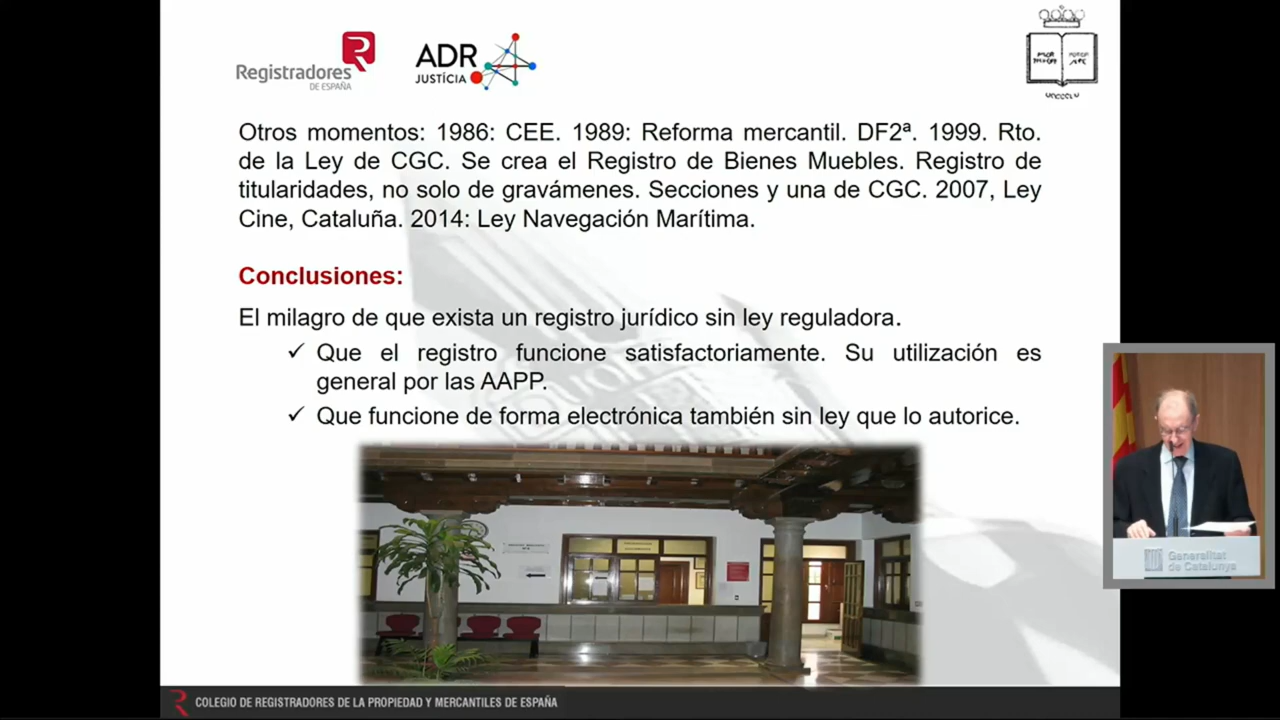 Registradores
DE ESPAÑA
ADR
JUSTÍCIA
Otros momentos: 1986: CEE. 1989: Reforma mercantil. DF2ª. 1999. Rto.
de la Ley de CGC. Se crea el Registro de Bienes Muebles. Registro de
titularidades, no solo de gravámenes. Secciones y una de CGC. 2007, Ley
Cine, Cataluña. 2014: Ley Navegación Marítima.
Conclusiones:
El milagro de que exista un registro jurídico sin ley reguladora.
✓ Que el registro funcione satisfactoriamente. Su utilización es
general por las AAPP.
✓ Que funcione de forma electrónica también sin ley que lo autorice.
Generalitat
de Catalunya
COLEGIO DE REGISTRADORES DE LA PROPIEDAD Y MERCANTILES DE ESPAÑA